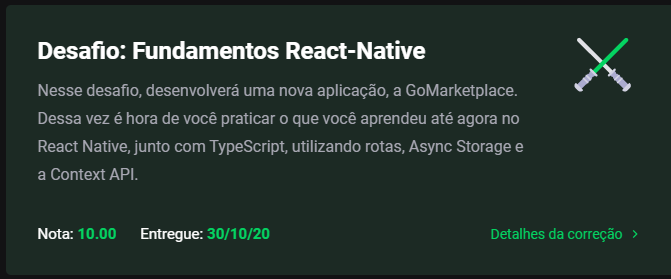 Desafio: Fundamentos React-Native
Nesse desafio, desenvolverá uma nova aplicação, a GoMarketplace.
Dessa vez é hora de você praticar o que você aprendeu até agora no
React Native, junto com TypeScript, utilizando rotas, Async Storage e
a Context API.
Nota: 10.00 Entregue: 30/10/20 Detalhes da correção